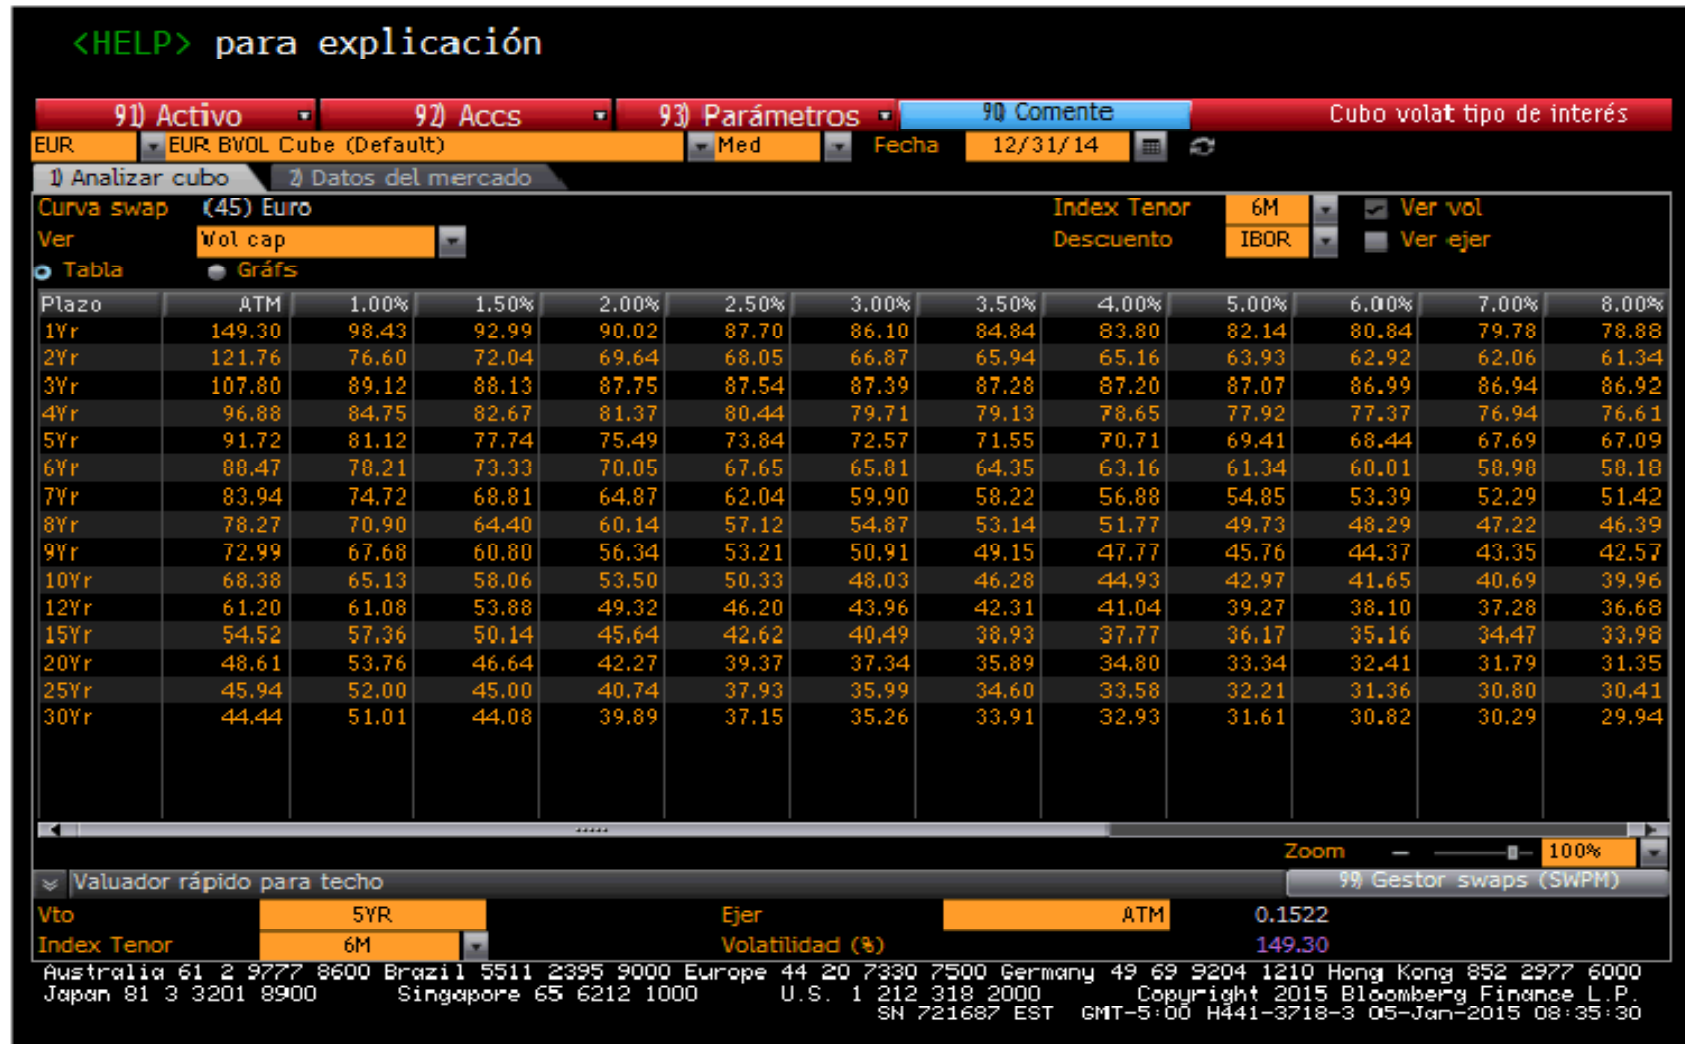 <HELP> para explicación
91) Activo 92) Accs 93) Parámetros 90) Comente Cubo volat tipo de interés
EUR EUR BVOL Cube (Default) Med Fecha 12/31/14
1) Analizar cubo 2) Datos del mercado
Curva swap (45) Euro Index Tenor 6M Ver vol
Ver Vol cap Descuento IBOR Ver ejer
Tabla Gráfs
Plazo ATM 1.00% 1.50% 2.00% 2.50% 3.00% 3.50% 4.00% 5.00% 6.00% 7.00% 8.00%
1Yr 149.30 98.43 92.99 90.02 87.70 86.10 84.84 83.80 82.14 80.84 79.78 78.88
2Yr 121.76 76.60 72.04 69.64 68.05 66.87 65.94 65.16 63.93 62.92 62.06 61.34
3Yr 107.80 89.12 88.13 87.75 87.54 87.39 87.28 87.20 87.07 86.99 86.94 86.92
4Yr 96.88 84.75 82.67 81.37 80.44 79.71 79.13 78.65 77.92 77.37 76.94 76.61
5Yr 91.72 81.12 77.74 75.49 73.84 72.57 71.55 70.71 69.41 68.44 67.69 67.09
6Yr 88.47 78.21 73.33 70.05 67.65 65.81 64.35 63.16 61.34 60.01 58.98 58.18
7Yr 83.94 74.72 68.81 64.87 62.04 59.90 58.22 56.88 54.85 53.39 52.29 51.42
8Yr 78.27 70.90 64.40 60.14 57.12 54.87 53.14 51.77 49.73 48.29 47.22 46.39
9Yr 72.99 67.68 60.80 56.34 53.21 50.91 49.15 47.77 45.76 44.37 43.35 42.57
10Yr 68.38 65.13 58.06 53.50 50.33 48.03 46.28 44.93 42.97 41.65 40.69 39.96
12Yr 61.20 61.08 53.88 49.32 46.20 43.96 42.31 41.04 39.27 38.10 37.28 36.68
15Yr 54.52 57.36 50.14 45.64 42.62 40.49 38.93 37.77 36.17 35.16 34.47 33.98
20Yr 48.61 53.76 46.64 42.27 39.37 37.34 35.89 34.80 33.34 32.41 31.79 31.35
25Yr 45.94 52.00 45.00 40.74 37.93 35.99 34.60 33.58 32.21 31.36 30.80 30.41
30Yr 44.44 51.01 44.08 39.89 37.15 35.26 33.91 32.93 31.61 30.82 30.29 29.94
Zoom 100%
Valuador rápido para techo 99) Gestor swaps (SWPM)
Vto 5YR Ejer ATM 0.1522
Index Tenor 6M Volatilidad (%) 149.30
Australia 61 2 9777 8600 Brazil 5511 2395 9000 Europe 44 20 7330 7500 Germany 49 69 9204 1210 Hong Kong 852 2977 6000
Japan 81 3 3201 8900 Singapore 65 6212 1000 U.S. 1 212 318 2000 Copyright 2015 Bloomberg Finance L.P.
SN 721687 EST GMT-5:00 H441-3718-3 05-Jan-2015 08:35:30